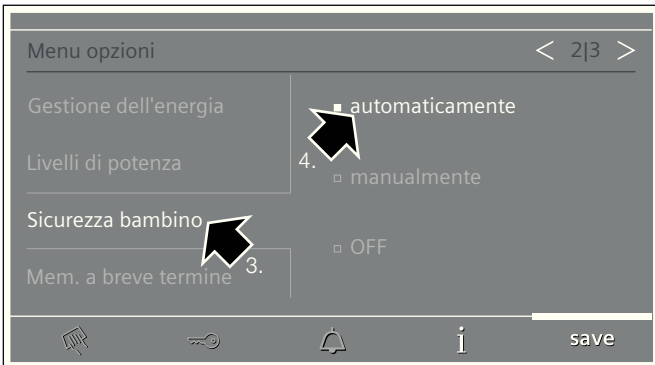 Menu opzioni
< 2|3 >
Gestione dell'energia
automaticamente
4.
Livelli di potenza
manualmente
Sicurezza bambino
3.
OFF
Mem. a breve termine
i
save